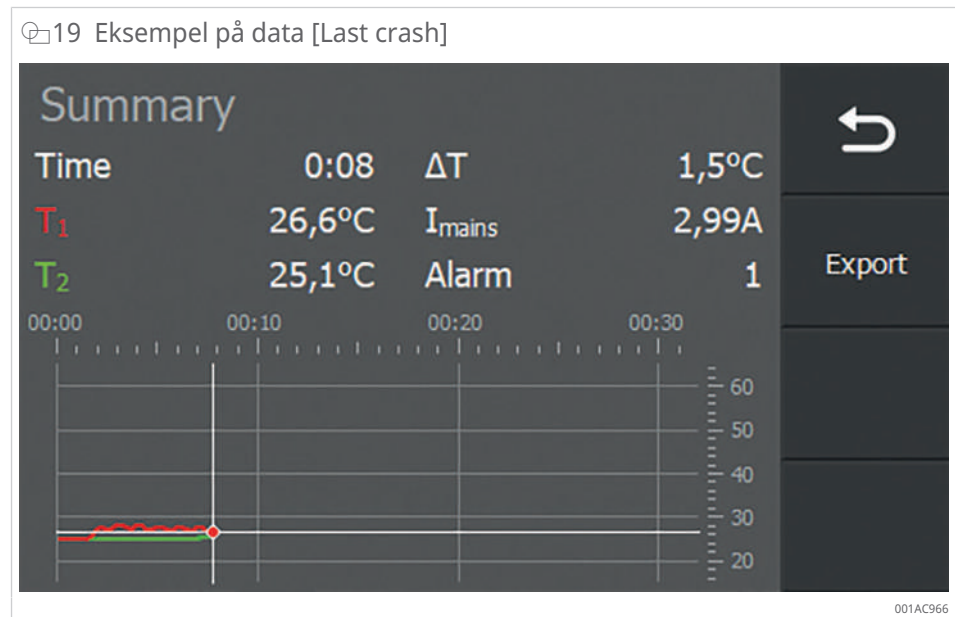 19 Eksempel på data [Last crash]
Summary
Time 0:08 ΔT 1,5ºC
T1 26,6ºC Imains 2,99A
T2 25,1ºC Alarm 1
Export
00:00 00:10 00:20 00:30
60
50
40
30
20
001AC966